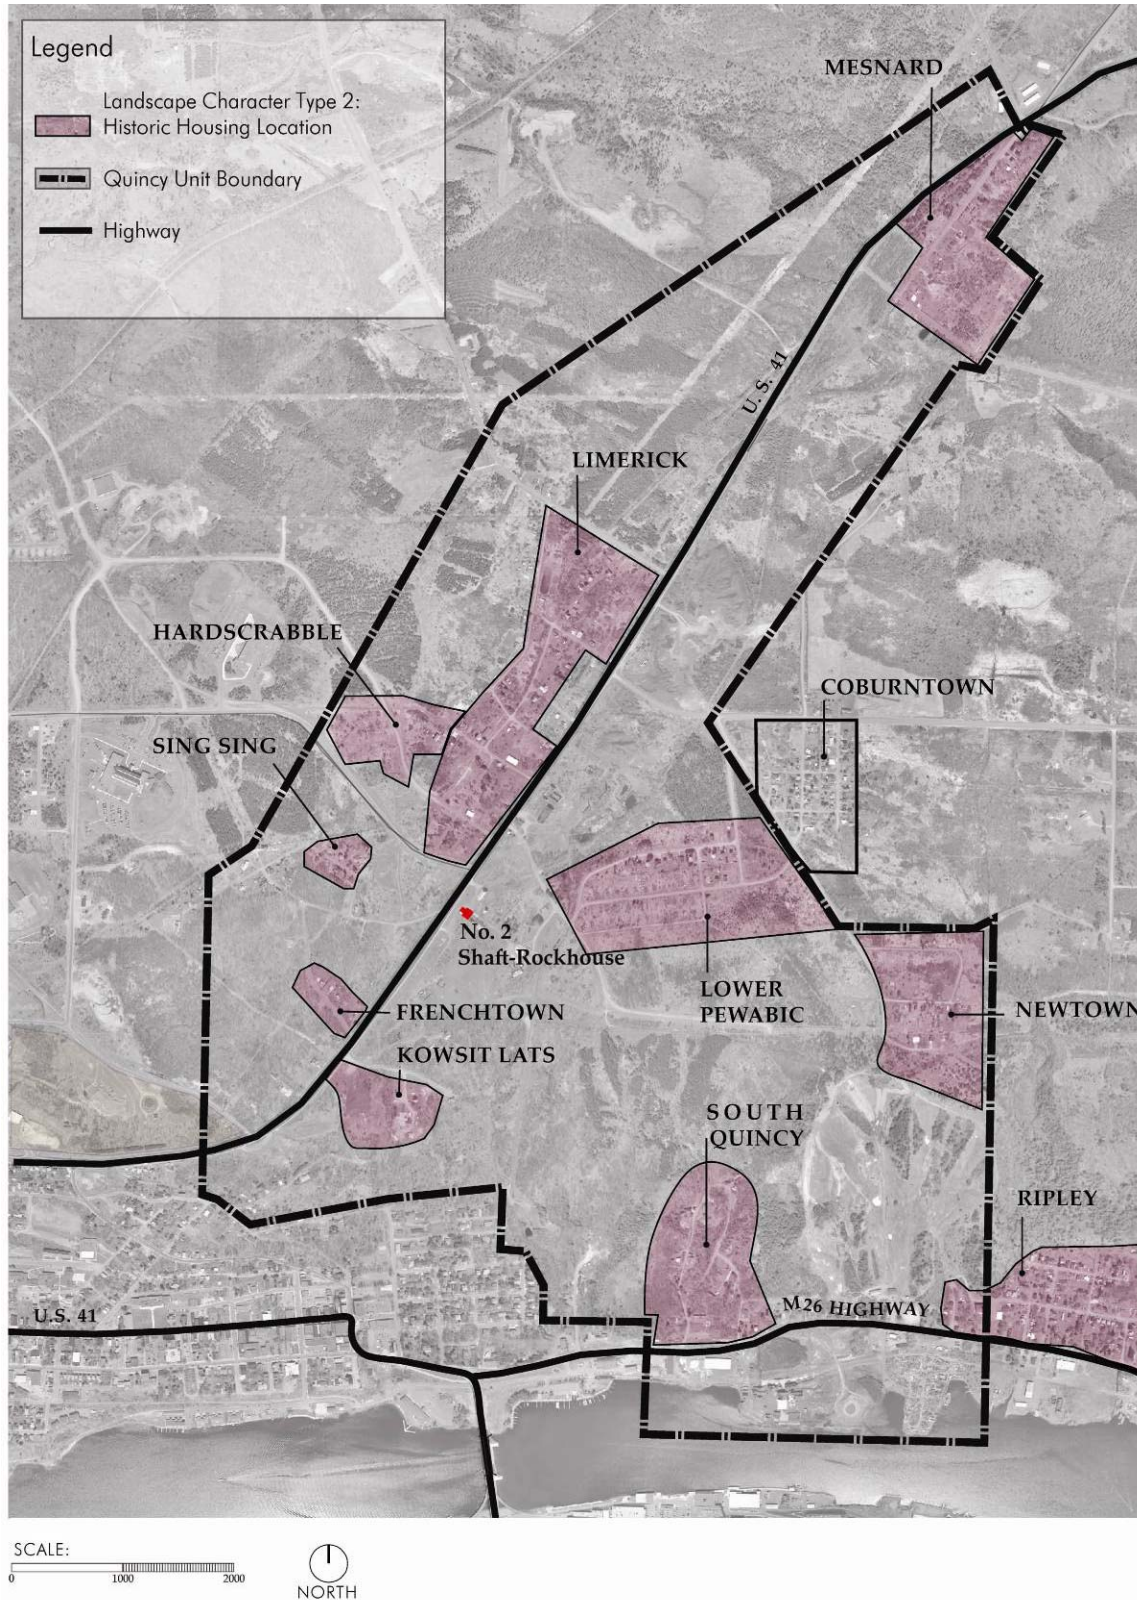 Legend
Landscape Character Type 2:
Historic Housing Location
Quincy Unit Boundary
Highway
MESNARD
U. S. 41
LIMERICK
HARDSCRABBLE
COBURNTOWN
SING SING
No. 2
Shaft-Rockhouse
LOWER
PEWABIC
FRENCHTOWN
NEWTOWN
KOWSIT LATS
SOUTH
QUINCY
RIPLEY
M26 HIGHWAY
U.S. 41
SCALE:
0 1000 2000
NORTH